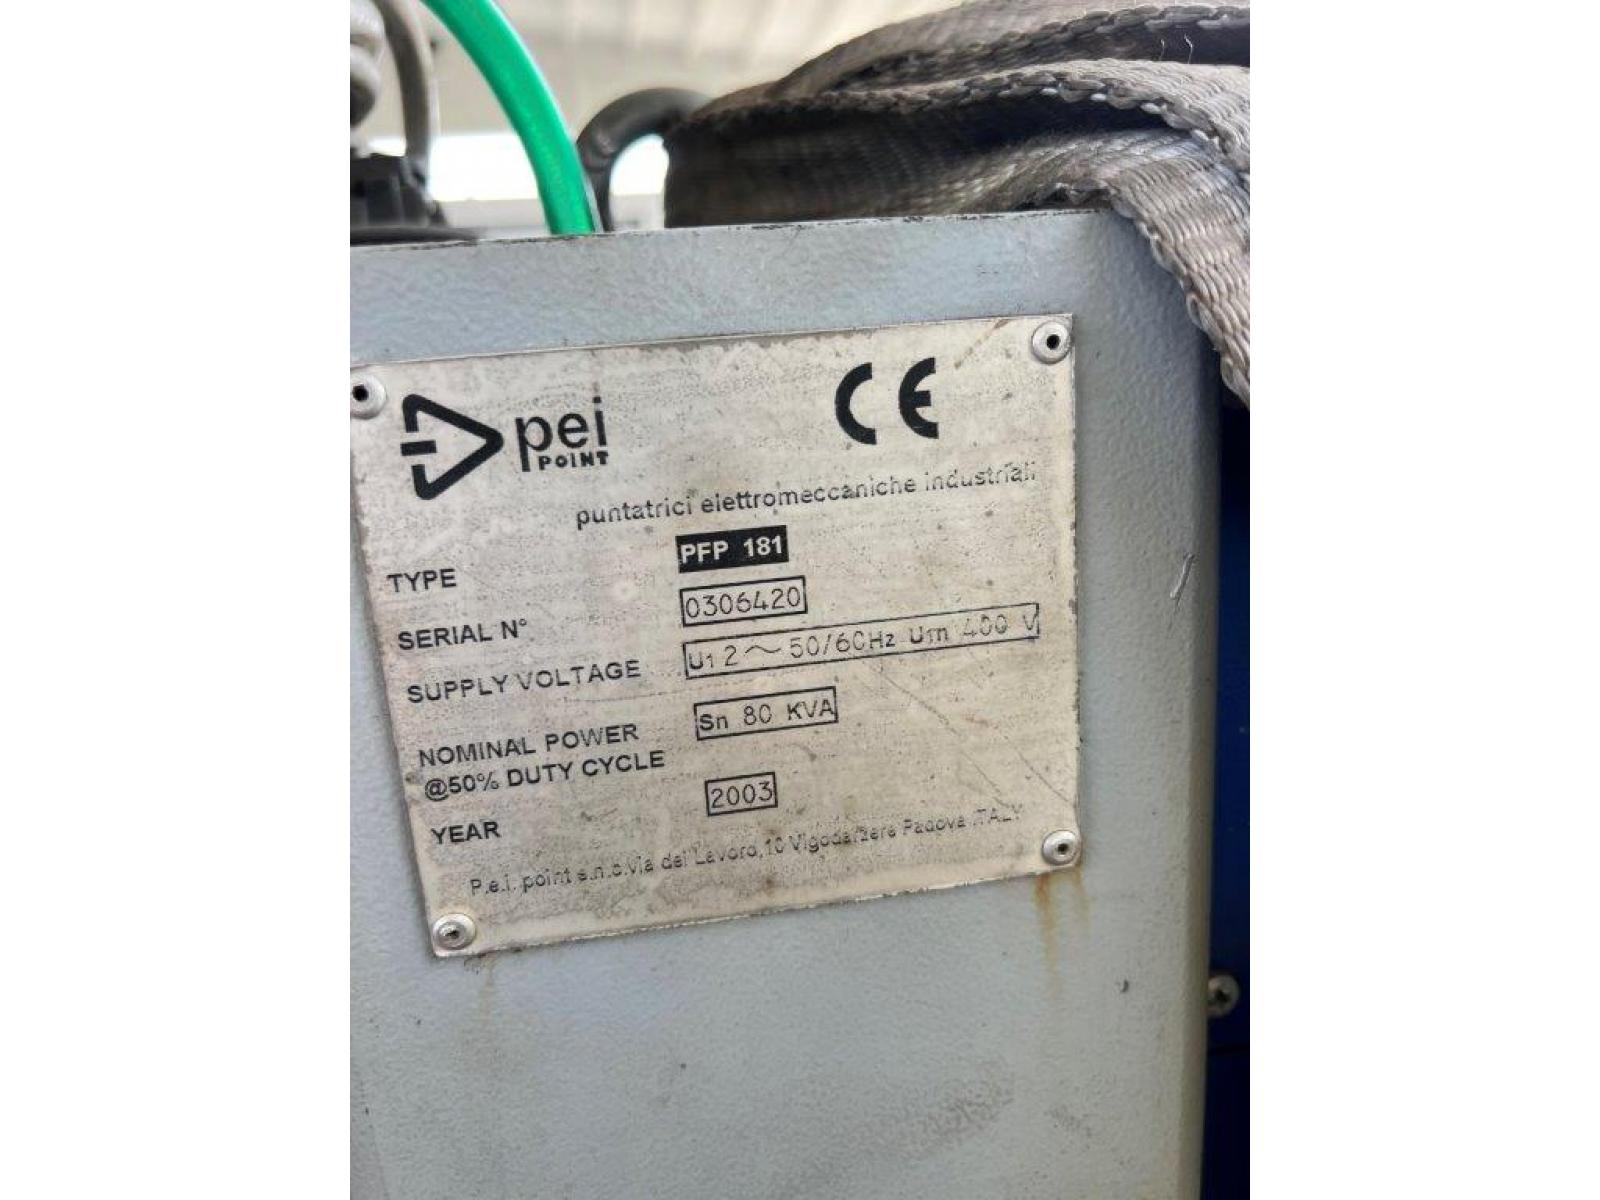 pei
POINT
CE
puntatrici elettromeccaniche industriali
TYPE PFP 181
SERIAL N° 0306420
SUPPLY VOLTAGE U1 2~ 50/60Hz U1n 400 V
NOMINAL POWER Sn 80 KVA
@50% DUTY CYCLE
YEAR 2003
P.e.i. point s.n.c. Via del Lavoro,10 Vigodarzere Padova ITALY